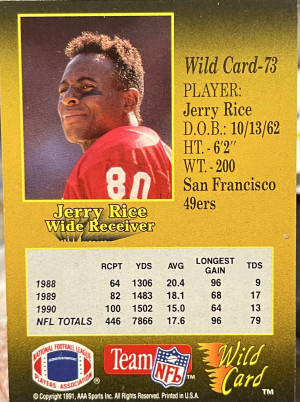 Wild Card-73
PLAYER:
Jerry Rice
D.O.B.: 10/13/62
HT. - 6'2"
WT. - 200
San Francisco
49ers
80
Jerry Rice
Wide Receiver
RCPT YDS AVG LONGEST GAIN TDS
1988 64 1306 20.4 96 9
1989 82 1483 18.1 68 17
1990 100 1502 15.0 64 13
NFL TOTALS 446 7866 17.6 96 79
NATIONAL FOOTBALL LEAGUE
PLAYERS ASSOCIATION
Team NFL
Wild
Card
TM
Copyright © 1991, AAA Sports Inc. All Rights Reserved. Printed in U.S.A.